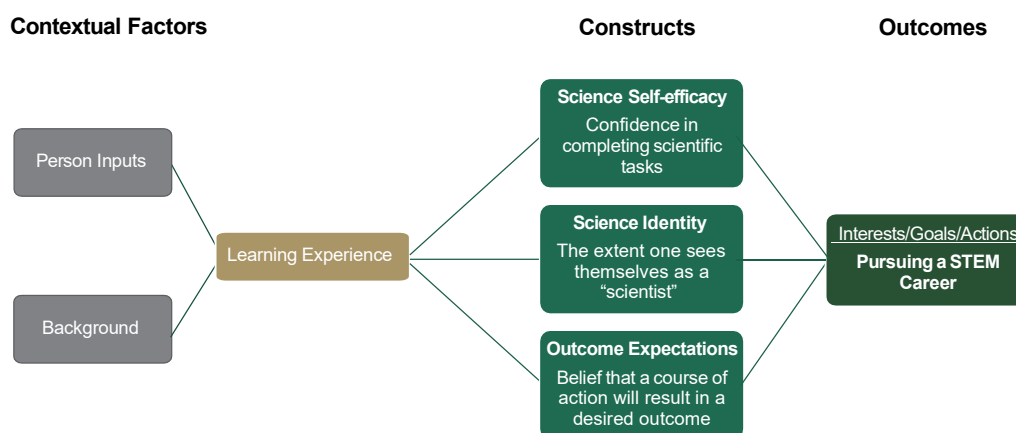 Contextual Factors
Constructs
Outcomes
Person Inputs
Background
Learning Experience
Science Self-efficacy
Confidence in
completing scientific
tasks
Science Identity
The extent one sees
themselves as a
“scientist”
Outcome Expectations
Belief that a course of
action will result in a
desired outcome
Interests/Goals/Actions
Pursuing a STEM
Career